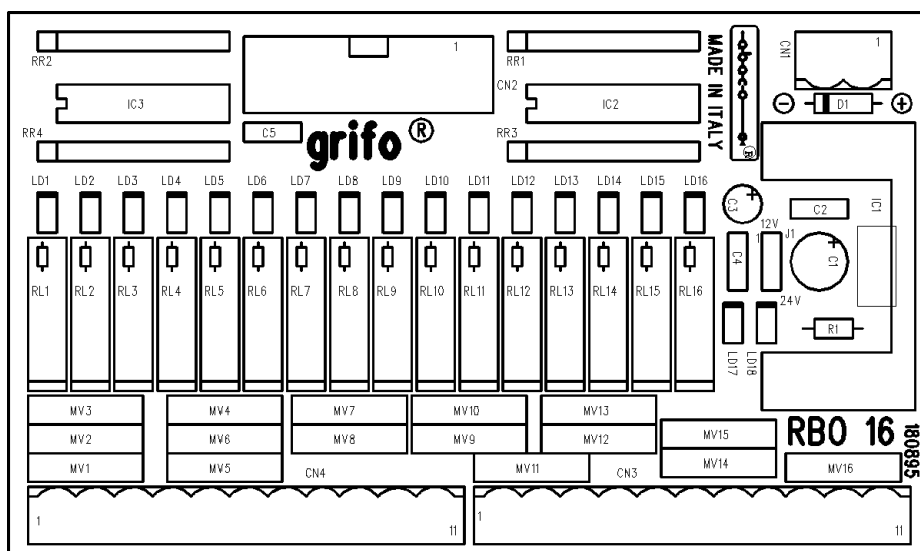 RR2
1
RR1
MADE IN ITALY
abaco
®
CN1
1
CN2
IC3
IC2
- D1 +
RR4
C5
grifo®
RR3
LD1 LD2 LD3 LD4 LD5 LD6 LD7 LD8 LD9 LD10 LD11 LD12 LD13 LD14 LD15 LD16
C3 + C2 IC1
12V
1 J1
C4
C1 +
RL1 RL2 RL3 RL4 RL5 RL6 RL7 RL8 RL9 RL10 RL11 RL12 RL13 RL14 RL15 RL16
24V
R1
LD17 LD18
MV3 MV4 MV7 MV10 MV13
MV2 MV6 MV8 MV9 MV12 MV15
RBO 16
180895
MV1 MV5 CN4 MV11 CN3 MV14 MV16
1 11 1 11